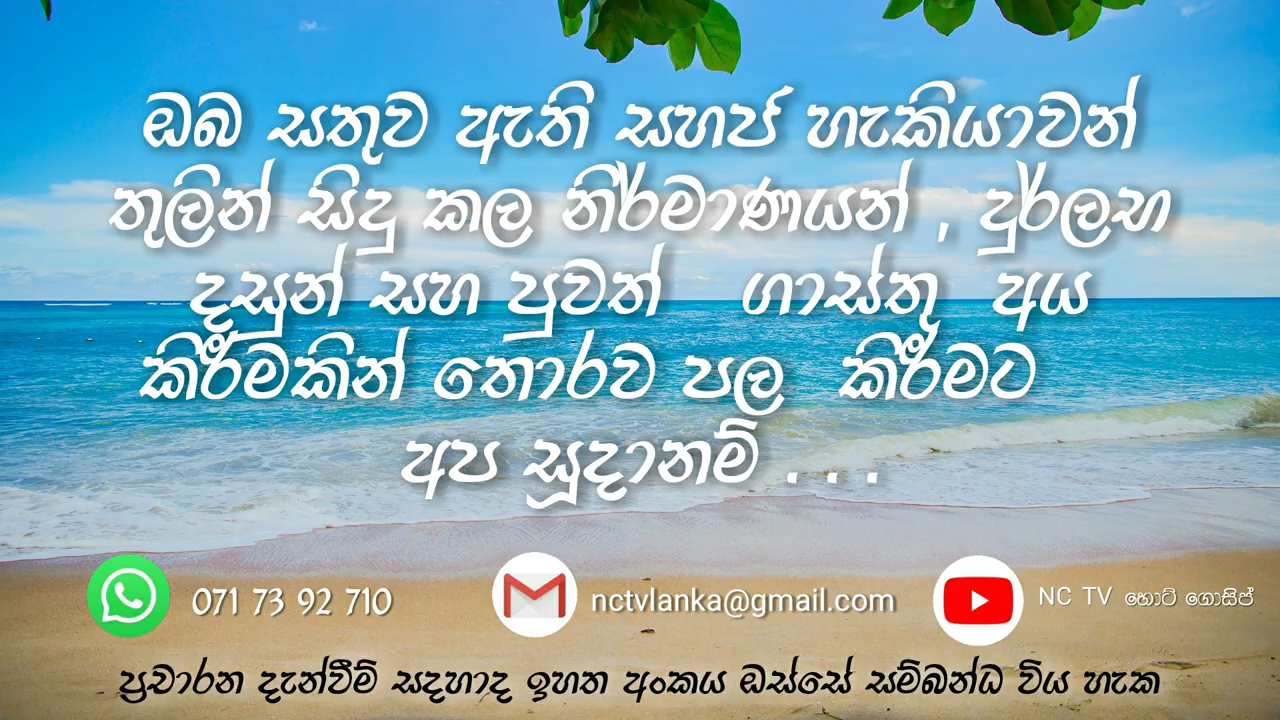 ඔබ සතුව ඇති සහජ හැකියාවන්
තුලින් සිදු කල නිර්මාණයන් , දුර්ලභ
දසුන් සහ පුවත් ගාස්තු අය
කිරීමකින් තොරව පල කිරීමට
අප සූදානම් . . .
071 73 92 710 nctvlanka@gmail.com NC TV හොට් ගොසිප්
ප්‍රචාරන දැන්වීම් සදහාද ඉහත අංකය ඔස්සේ සම්බන්ධ විය හැක